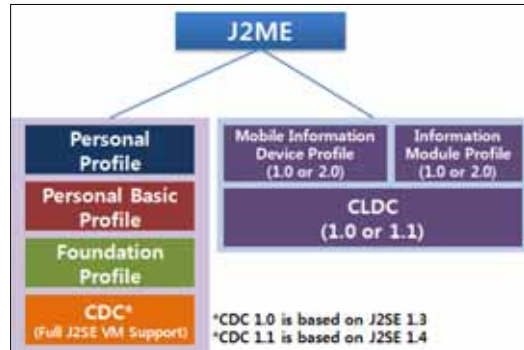 J2ME
Personal
Profile
Personal Basic
Profile
Foundation
Profile
CDC*
(Full J2SE VM Support)
Mobile Information
Device Profile
(1.0 or 2.0)
Information
Module Profile
(1.0 or 2.0)
CLDC
(1.0 or 1.1)
*CDC 1.0 is based on J2SE 1.3
*CDC 1.1 is based on J2SE 1.4